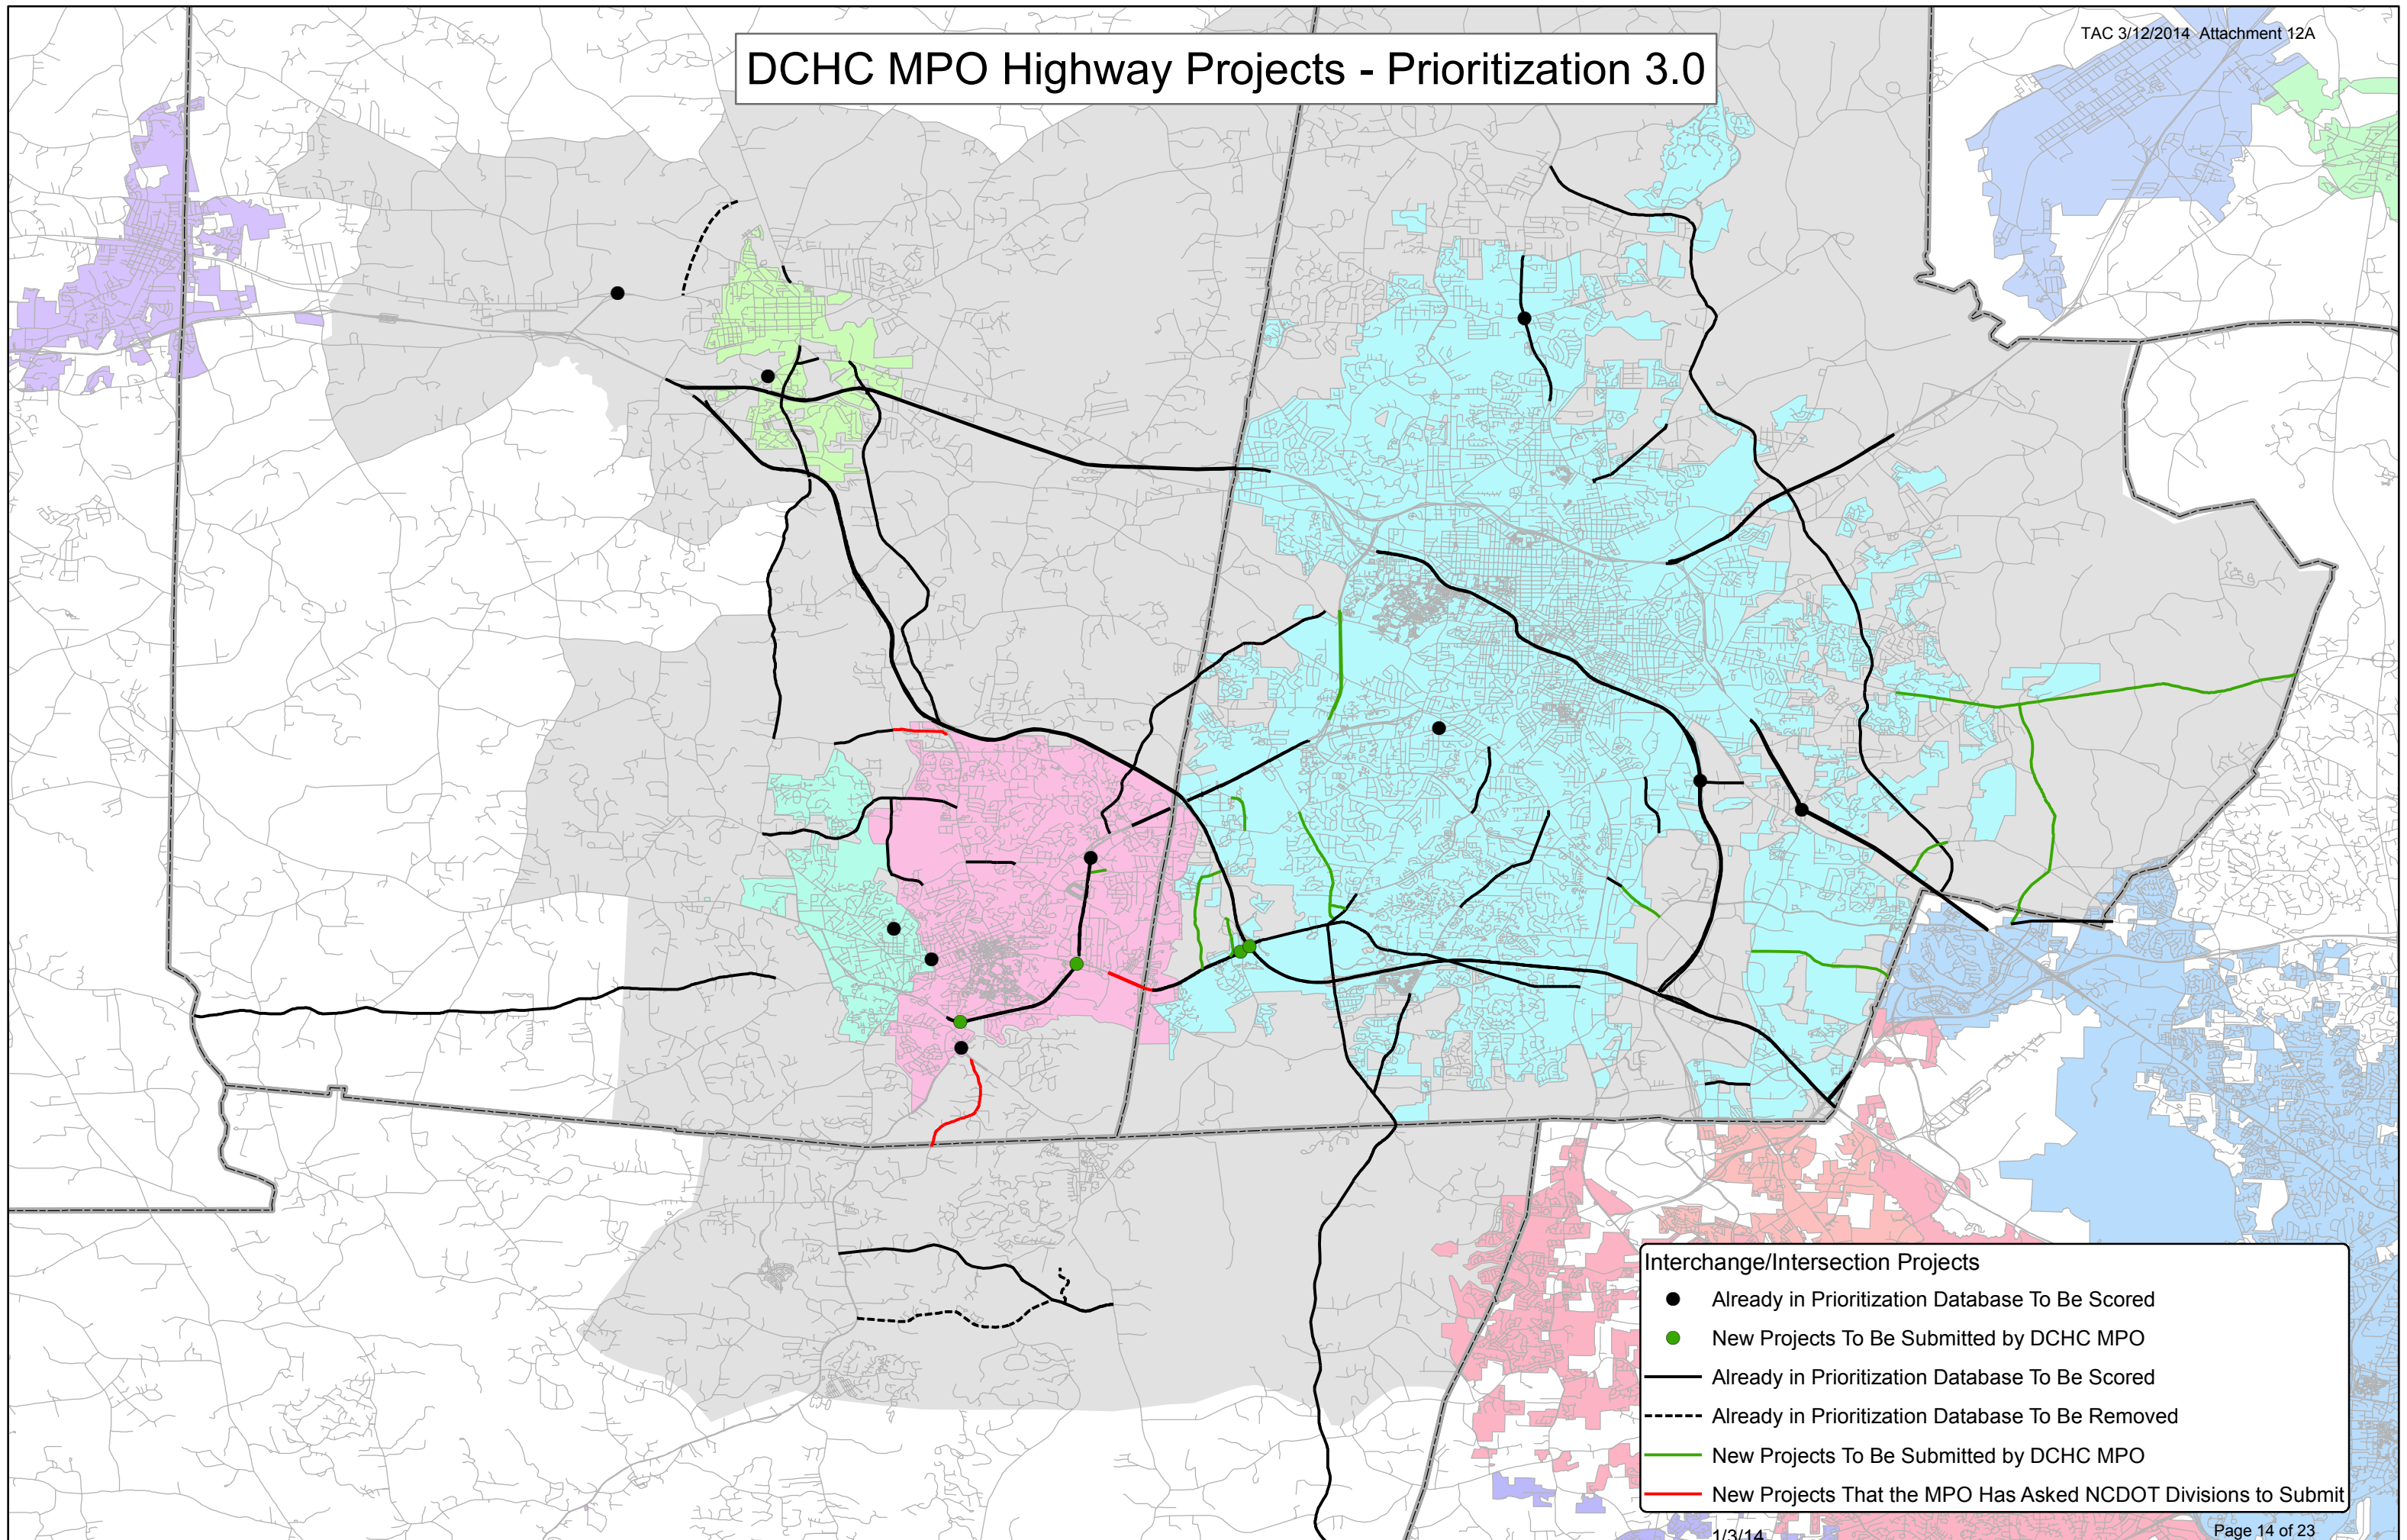 TAC 3/12/2014 Attachment 12A
DCHC MPO Highway Projects - Prioritization 3.0
Interchange/Intersection Projects
Already in Prioritization Database To Be Scored
New Projects To Be Submitted by DCHC MPO
Already in Prioritization Database To Be Scored
Already in Prioritization Database To Be Removed
New Projects To Be Submitted by DCHC MPO
New Projects That the MPO Has Asked NCDOT Divisions to Submit
1/3/14
Page 14 of 23